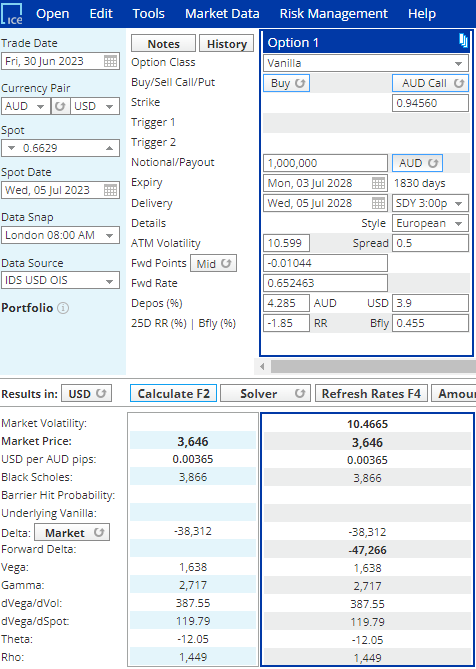 ice Open Edit Tools Market Data Risk Management Help
Trade Date
Fri, 30 Jun 2023
Currency Pair
AUD USD
Spot
0.6629
Spot Date
Wed, 05 Jul 2023
Data Snap
London 08:00 AM
Data Source
IDS USD OIS
Portfolio
Notes History Option 1
Option Class Vanilla
Buy/Sell Call/Put Buy AUD Call
Strike 0.94560
Trigger 1
Trigger 2
Notional/Payout 1,000,000 AUD
Expiry Mon, 03 Jul 2028 1830 days
Delivery Wed, 05 Jul 2028 SDY 3:00p
Details Style European
ATM Volatility 10.599 Spread 0.5
Fwd Points Mid -0.01044
Fwd Rate 0.652463
Depos (%) 4.285 AUD USD 3.9
25D RR (%) | Bfly (%) -1.85 RR Bfly 0.455
Results in: USD Calculate F2 Solver Refresh Rates F4 Amou
Market Volatility: 10.4665
Market Price: 3,646 3,646
USD per AUD pips: 0.00365 0.00365
Black Scholes: 3,866 3,866
Barrier Hit Probability:
Underlying Vanilla:
Delta: Market -38,312 -38,312
Forward Delta: -47,266
Vega: 1,638 1,638
Gamma: 2,717 2,717
dVega/dVol: 387.55 387.55
dVega/dSpot: 119.79 119.79
Theta: -12.05 -12.05
Rho: 1,449 1,449